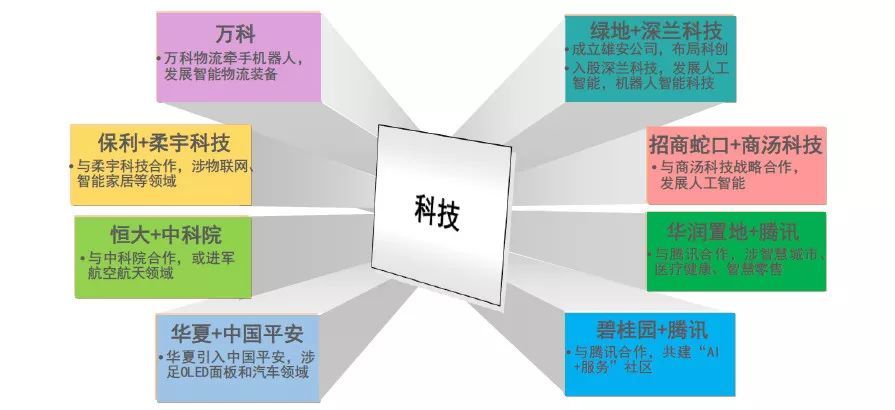 万科
• 万科物流牵手机器人，
发展智能物流装备
绿地+深兰科技
• 成立雄安公司，布局科创
• 入股深兰科技，发展人工
智能，机器人智能科技
保利+柔宇科技
• 与柔宇科技合作，涉物联网、
智能家居等领域
招商蛇口+商汤科技
• 与商汤科技战略合作，
发展人工智能
科技
恒大+中科院
• 与中科院合作，或进军
航空航天领域
华润置地+腾讯
• 与腾讯合作，涉智慧城市、
医疗健康、智慧零售
华夏+中国平安
• 华夏引入中国平安，涉
足OLED面板和汽车领域
碧桂园+腾讯
• 与腾讯合作，共建“AI
+服务”社区